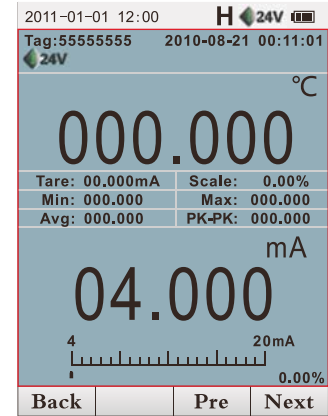 2011-01-01 12:00 H 24V
Tag:55555555 2010-08-21 00:11:01
24V
°C
000.000
Tare: 00.000mA Scale: 0.00%
Min: 000.000 Max: 000.000
Avg: 000.000 PK-PK: 000.000
mA
04.000
4 20mA
0.00%
Back Pre Next